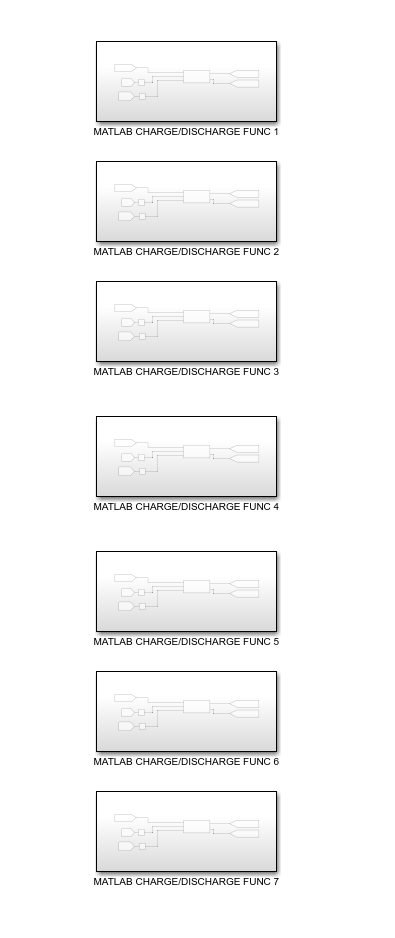 MATLAB CHARGE/DISCHARGE FUNC 1
MATLAB CHARGE/DISCHARGE FUNC 2
MATLAB CHARGE/DISCHARGE FUNC 3
MATLAB CHARGE/DISCHARGE FUNC 4
MATLAB CHARGE/DISCHARGE FUNC 5
MATLAB CHARGE/DISCHARGE FUNC 6
MATLAB CHARGE/DISCHARGE FUNC 7